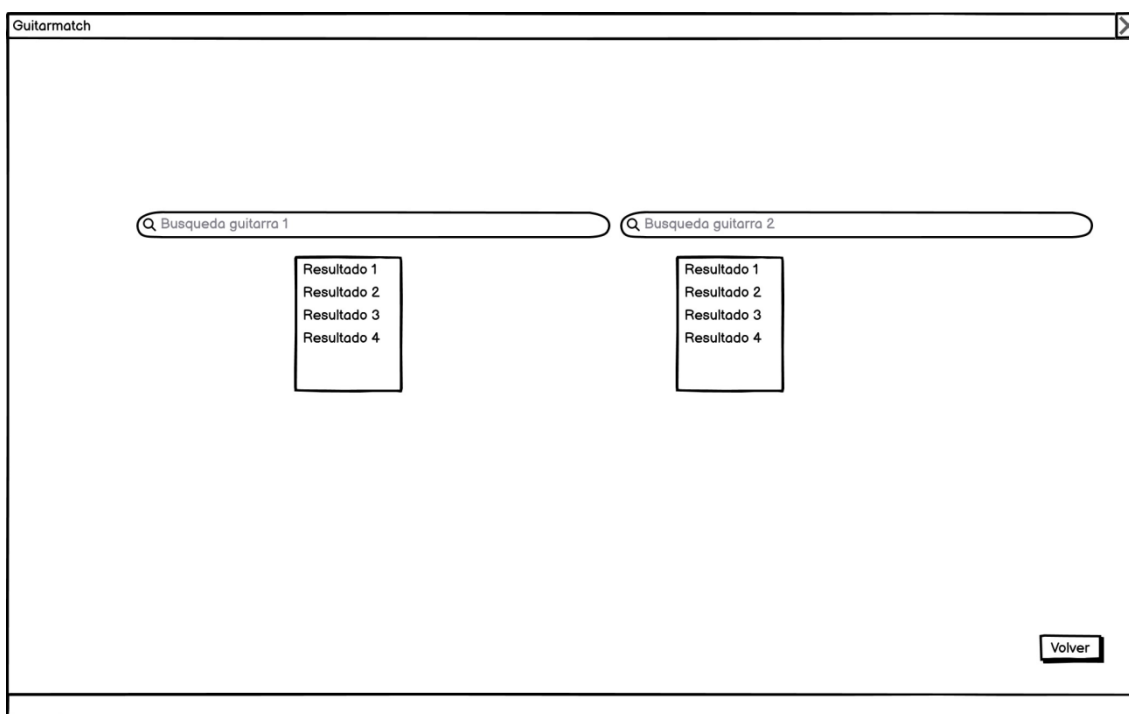 Guitarmatch
Busqueda guitarra 1
Busqueda guitarra 2
Resultado 1
Resultado 2
Resultado 3
Resultado 4
Resultado 1
Resultado 2
Resultado 3
Resultado 4
Volver